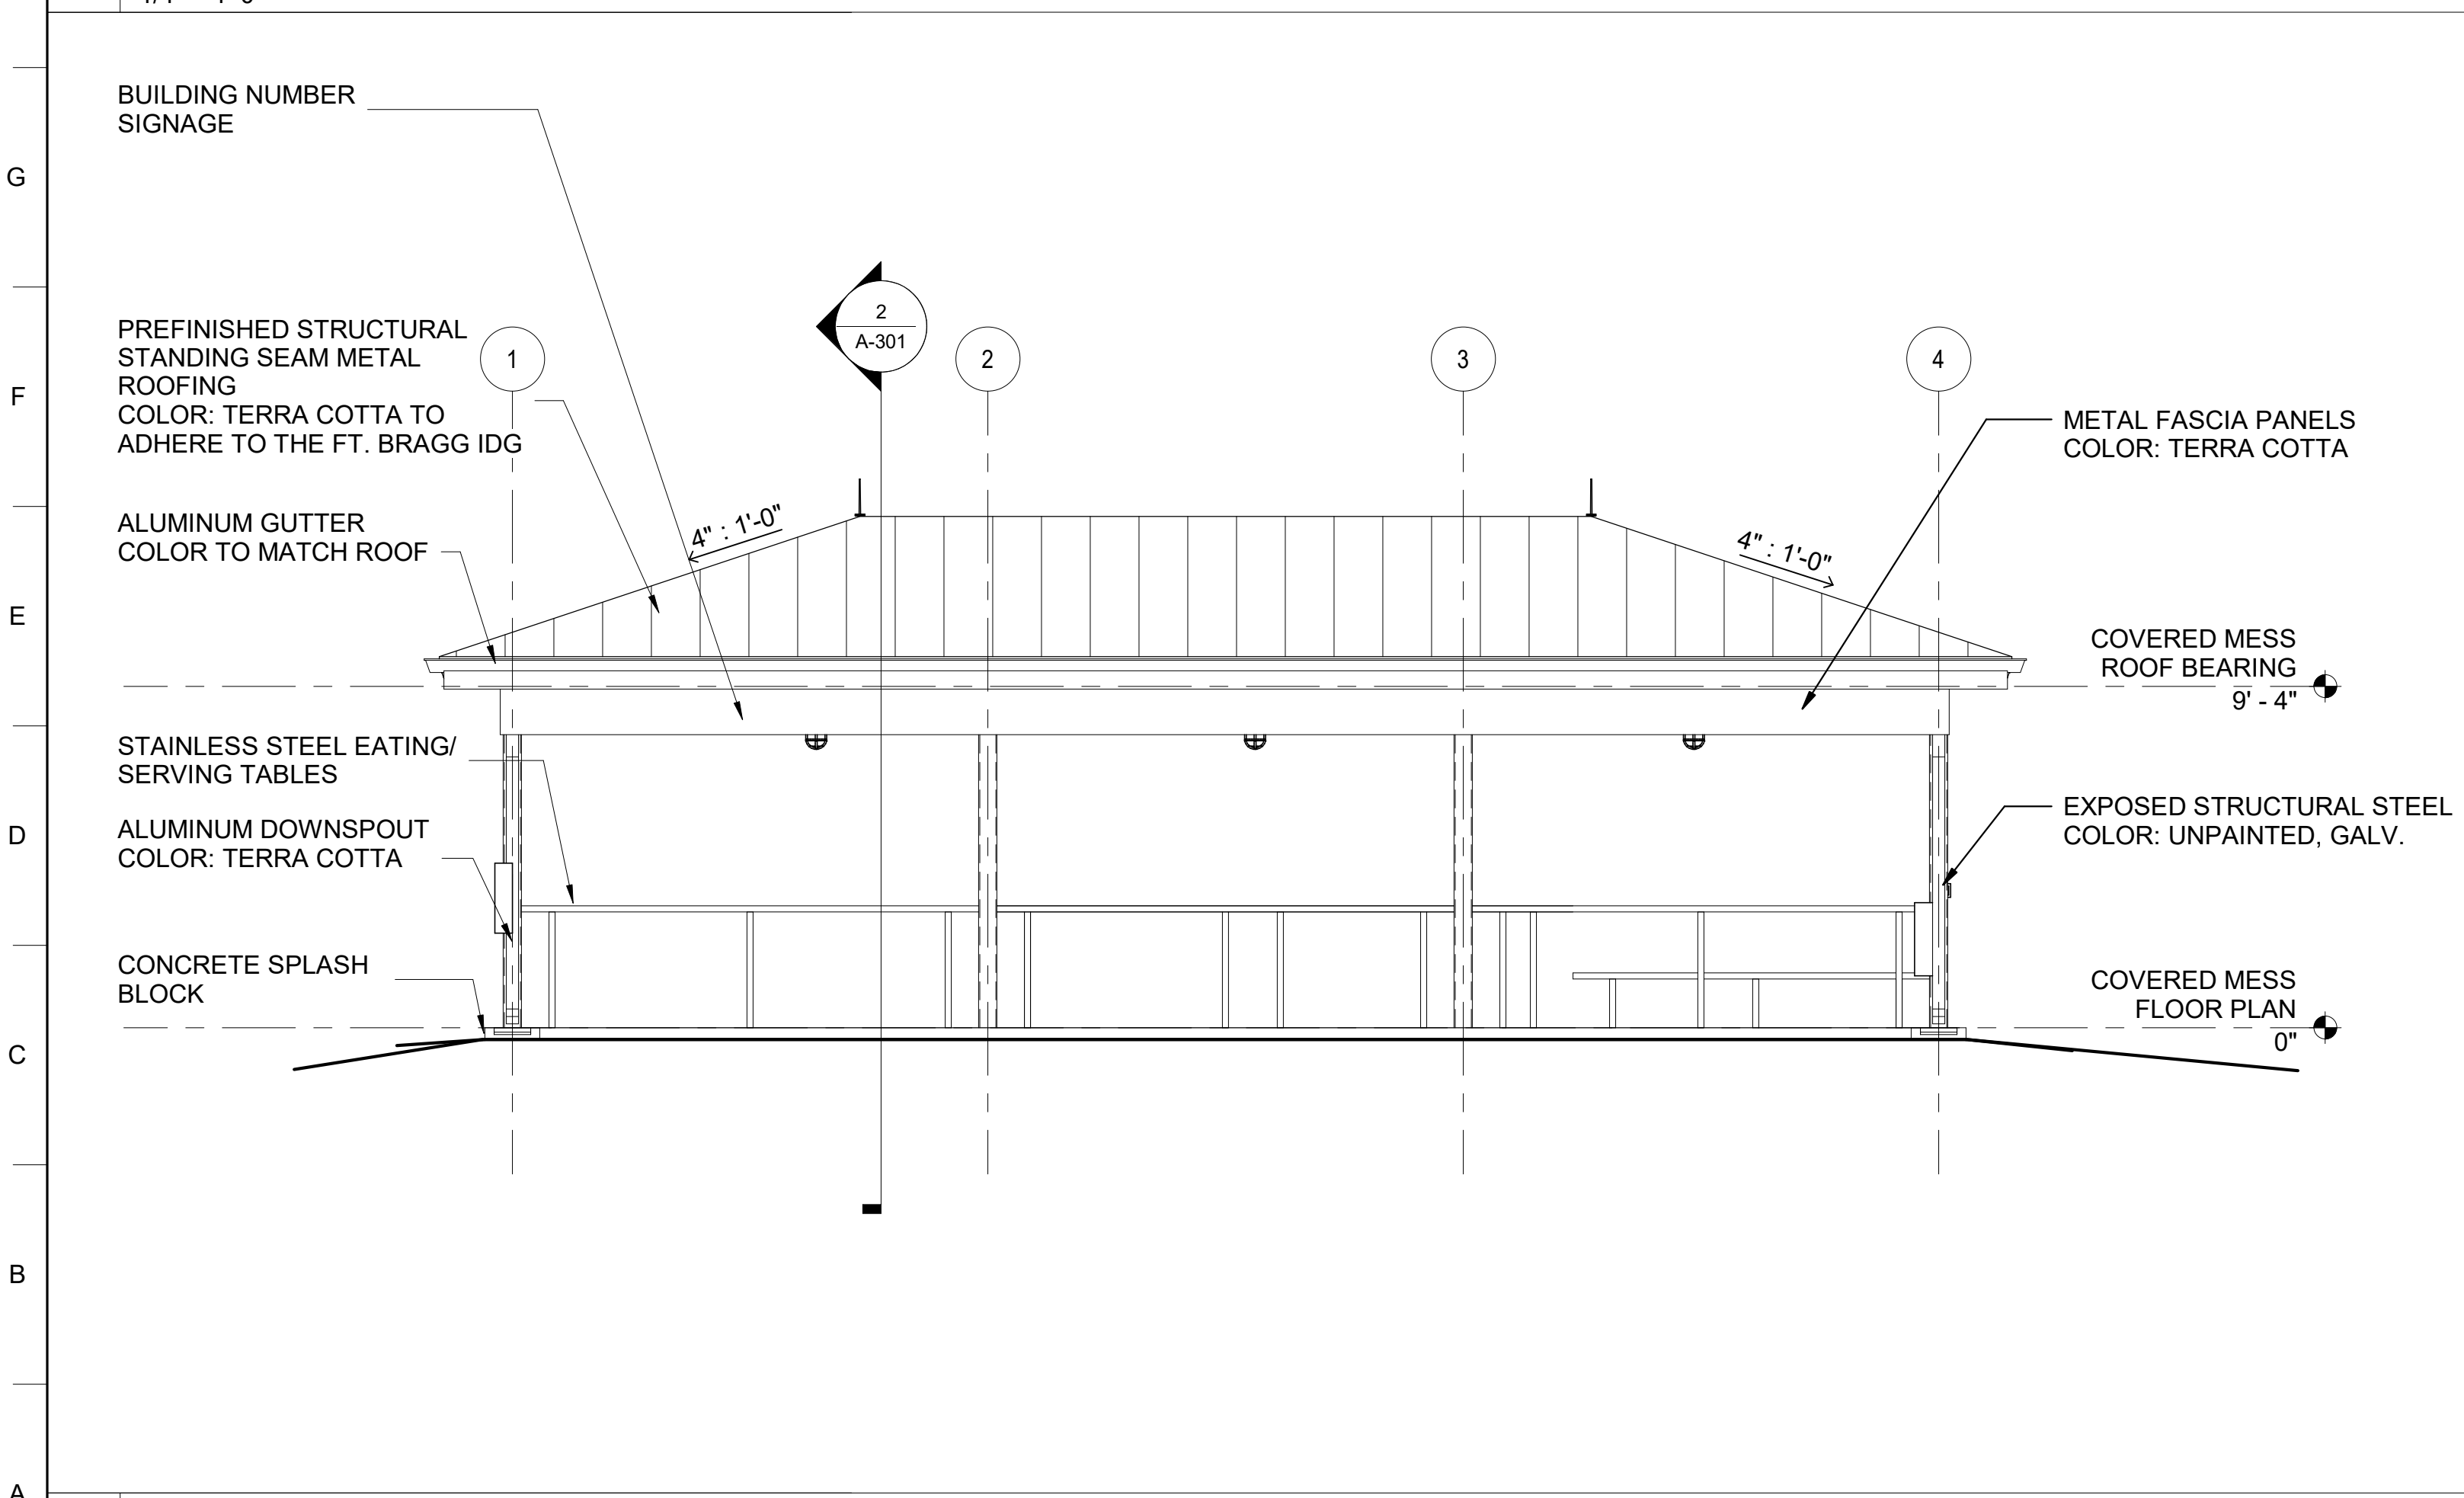 BUILDING NUMBER
SIGNAGE
G
2
A-301
PREFINISHED STRUCTURAL
STANDING SEAM METAL
ROOFING
COLOR: TERRA COTTA TO
ADHERE TO THE FT. BRAGG IDG
1
2
3
4
F
METAL FASCIA PANELS
COLOR: TERRA COTTA
ALUMINUM GUTTER
COLOR TO MATCH ROOF
4" : 1'-0"
4" : 1'-0"
E
COVERED MESS
ROOF BEARING
9' - 4"
STAINLESS STEEL EATING/
SERVING TABLES
D
ALUMINUM DOWNSPOUT
COLOR: TERRA COTTA
EXPOSED STRUCTURAL STEEL
COLOR: UNPAINTED, GALV.
CONCRETE SPLASH
BLOCK
COVERED MESS
FLOOR PLAN
0"
C
B
A